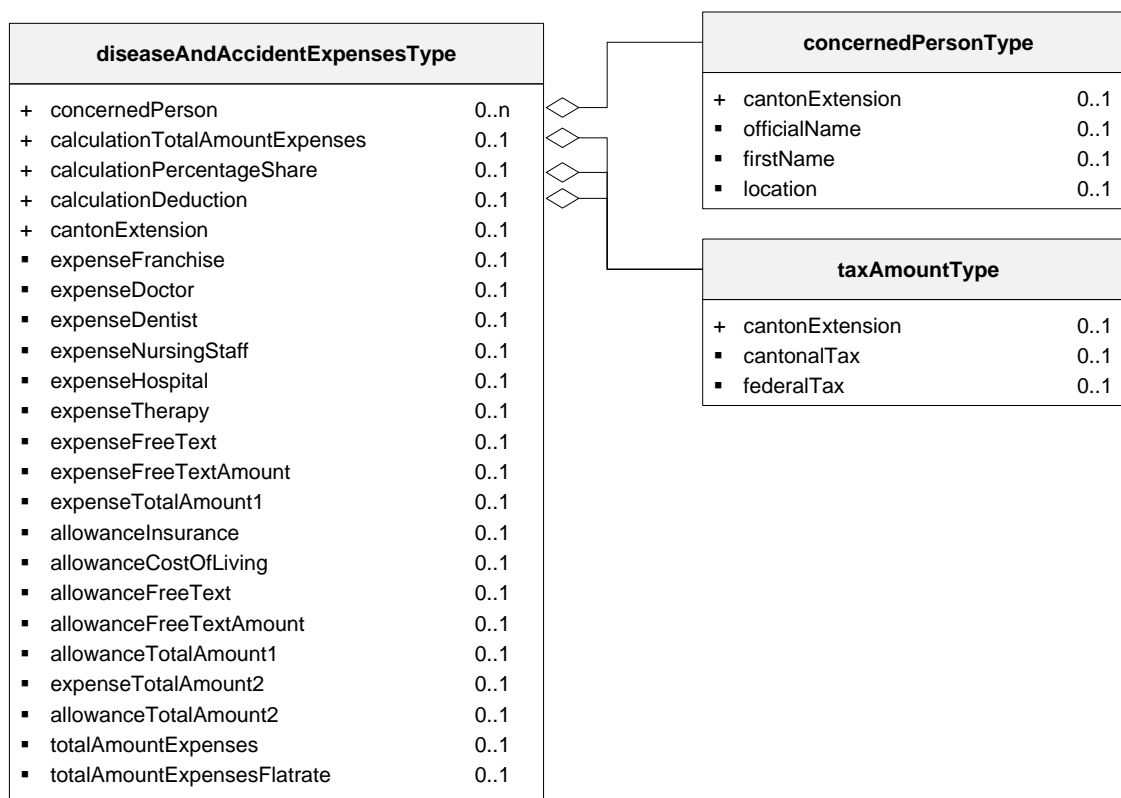 diseaseAndAccidentExpensesType
+ concernedPerson 0..n
+ calculationTotalAmountExpenses 0..1
+ calculationPercentageShare 0..1
+ calculationDeduction 0..1
+ cantonExtension 0..1
▪ expenseFranchise 0..1
▪ expenseDoctor 0..1
▪ expenseDentist 0..1
▪ expenseNursingStaff 0..1
▪ expenseHospital 0..1
▪ expenseTherapy 0..1
▪ expenseFreeText 0..1
▪ expenseFreeTextAmount 0..1
▪ expenseTotalAmount1 0..1
▪ allowanceInsurance 0..1
▪ allowanceCostOfLiving 0..1
▪ allowanceFreeText 0..1
▪ allowanceFreeTextAmount 0..1
▪ allowanceTotalAmount1 0..1
▪ expenseTotalAmount2 0..1
▪ allowanceTotalAmount2 0..1
▪ totalAmountExpenses 0..1
▪ totalAmountExpensesFlatrate 0..1
concernedPersonType
+ cantonExtension 0..1
▪ officialName 0..1
▪ firstName 0..1
▪ location 0..1
taxAmountType
+ cantonExtension 0..1
▪ cantonalTax 0..1
▪ federalTax 0..1